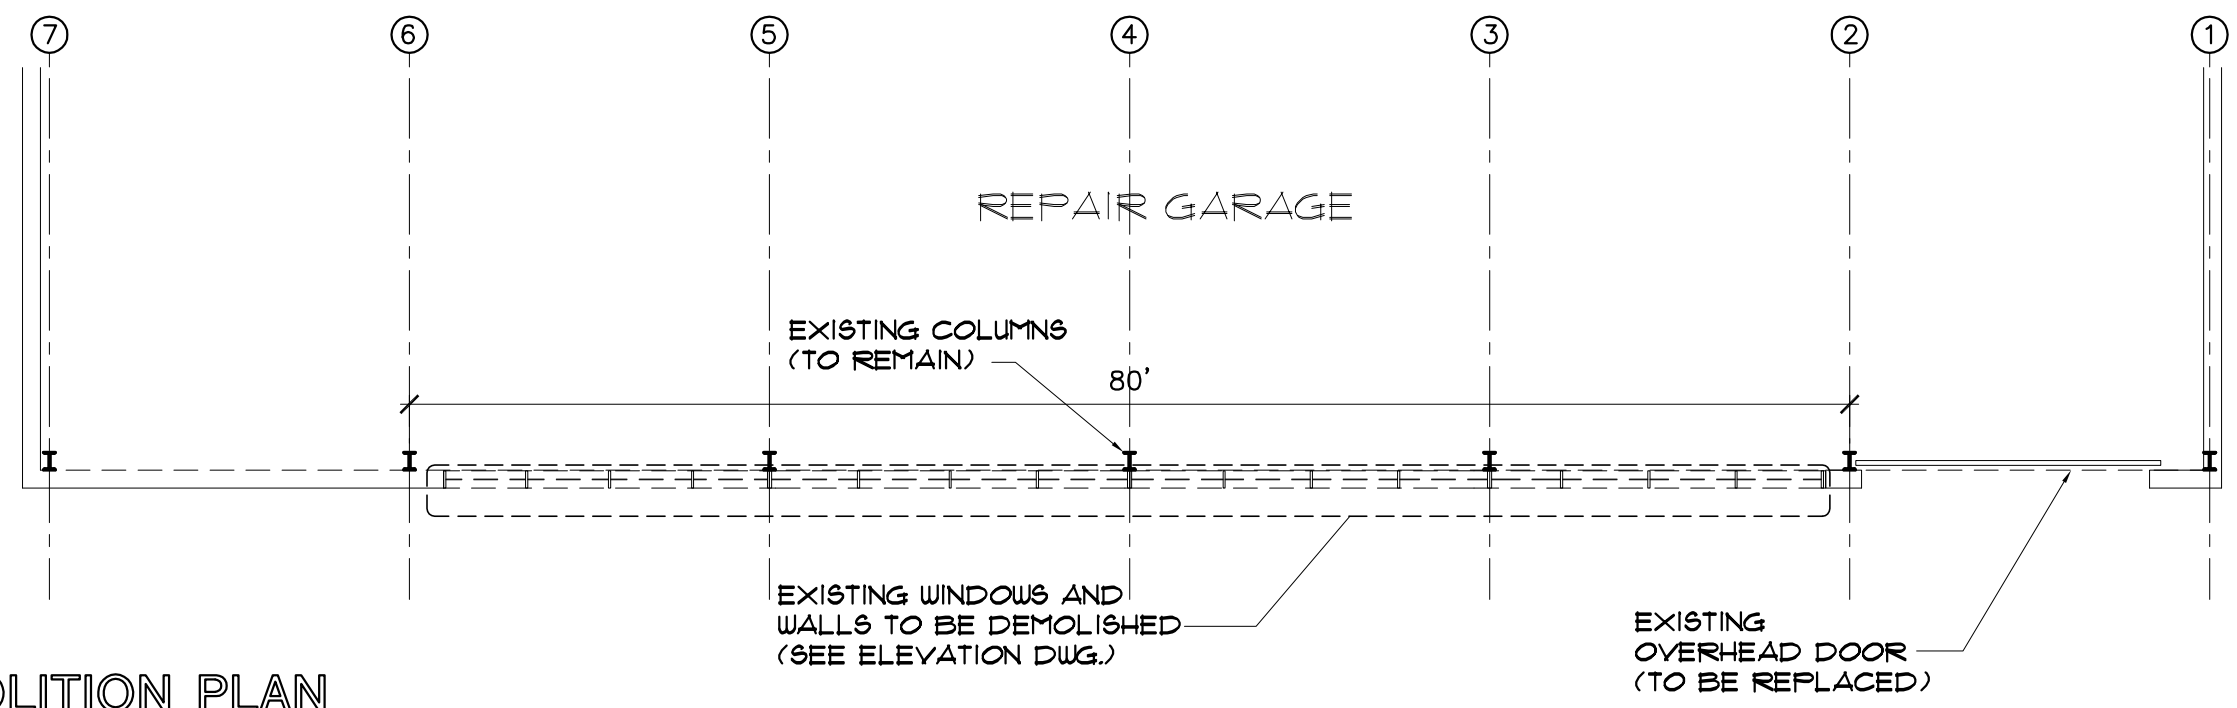 7 6 5 4 3 2 1
REPAIR GARAGE
EXISTING COLUMNS
(TO REMAIN)
80'
EXISTING WINDOWS AND
WALLS TO BE DEMOLISHED
(SEE ELEVATION DWG.)
EXISTING
OVERHEAD DOOR
(TO BE REPLACED)
PLAN